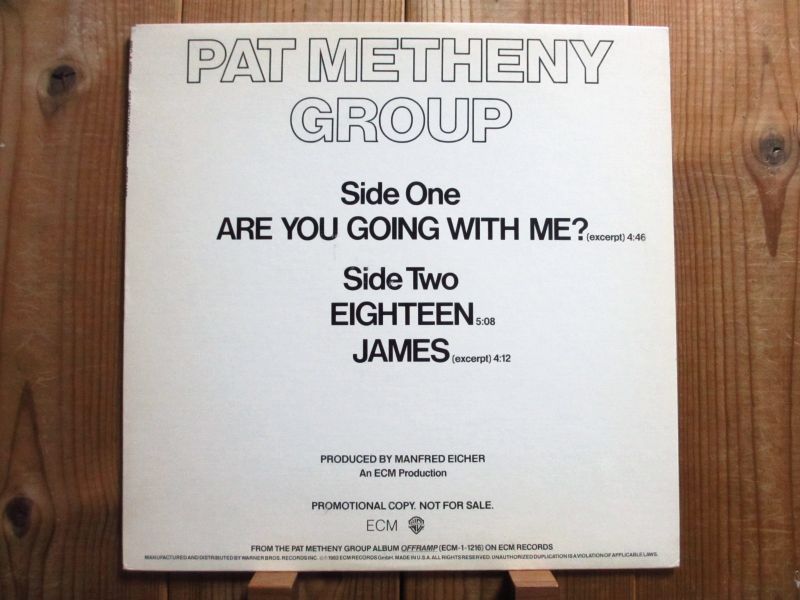 PAT METHENY
GROUP
Side One
ARE YOU GOING WITH ME? (excerpt) 4:46
Side Two
EIGHTEEN 5:08
JAMES (excerpt) 4:12
PRODUCED BY MANFRED EICHER
An ECM Production
PROMOTIONAL COPY. NOT FOR SALE.
ECM
FROM THE PAT METHENY GROUP ALBUM OFFRAMP (ECM-1-1216) ON ECM RECORDS
MANUFACTURED AND DISTRIBUTED BY WARNER BROS. RECORDS INC. ℗© 1982 ECM RECORDS GmbH. MADE IN U.S.A. ALL RIGHTS RESERVED. UNAUTHORIZED DUPLICATION IS A VIOLATION OF APPLICABLE LAWS.